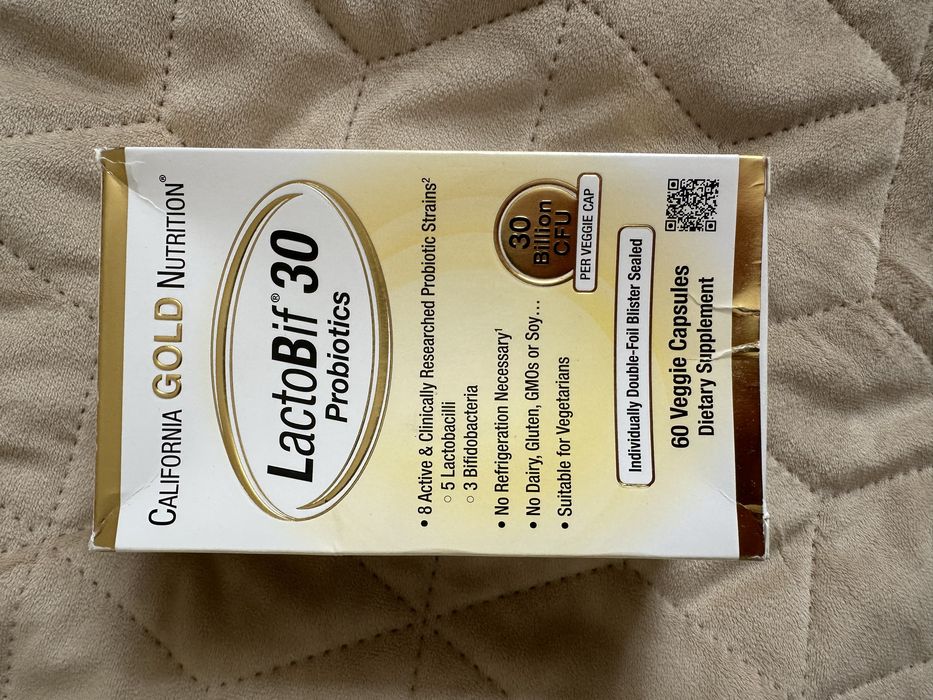 CALIFORNIA GOLD NUTRITION®
LactoBif® 30
Probiotics
• 8 Active & Clinically Researched Probiotic Strains²
○ 5 Lactobacilli
○ 3 Bifidobacteria
• No Refrigeration Necessary¹
• No Dairy, Gluten, GMOs or Soy...
• Suitable for Vegetarians
30
Billion
CFU
PER VEGGIE CAP
Individually Double-Foil Blister Sealed
60 Veggie Capsules
Dietary Supplement